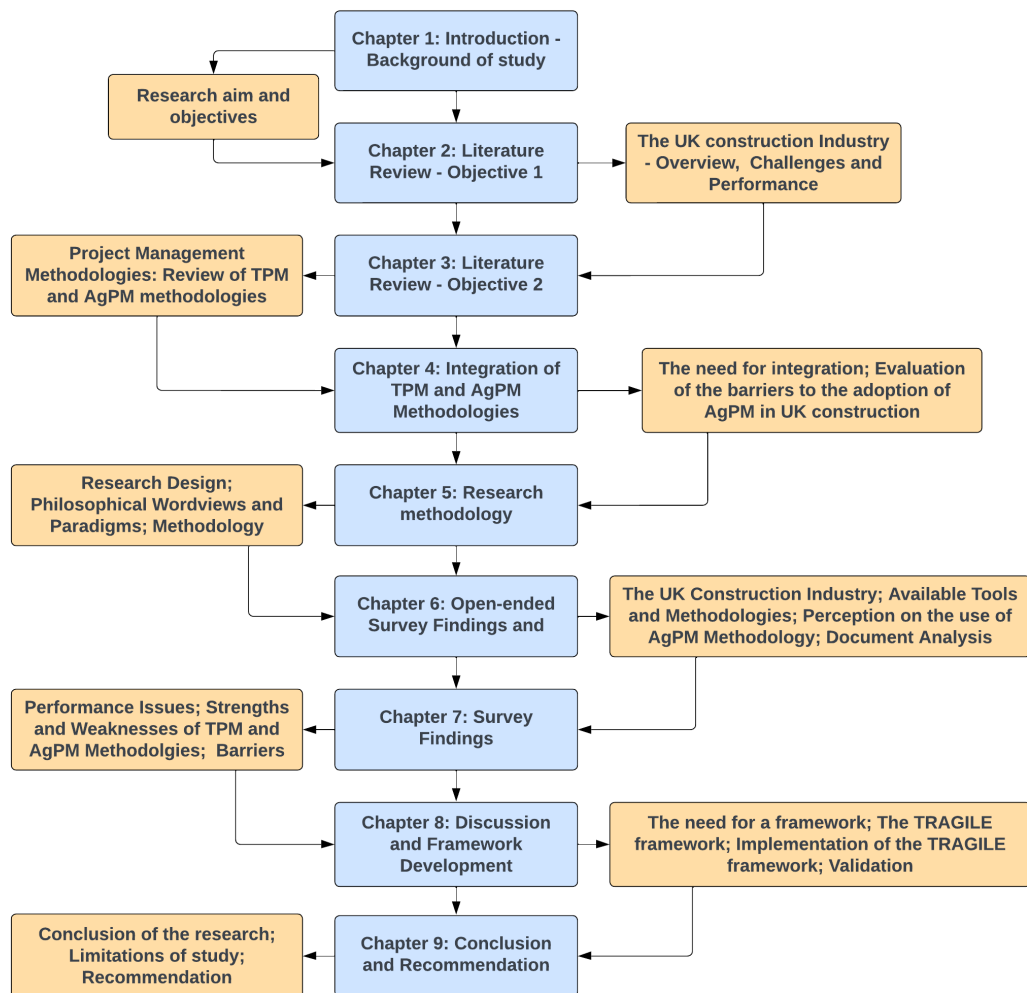 Chapter 1: Introduction -
Background of study
Research aim and
objectives
Chapter 2: Literature
Review - Objective 1
The UK construction Industry
- Overview, Challenges and
Performance
Chapter 3: Literature
Review - Objective 2
Project Management
Methodologies: Review of TPM
and AgPM methodologies
Chapter 4: Integration of
TPM and AgPM
Methodologies
The need for integration; Evaluation
of the barriers to the adoption of
AgPM in UK construction
Chapter 5: Research
methodology
Research Design;
Philosophical Wordviews and
Paradigms; Methodology
Chapter 6: Open-ended
Survey Findings and
The UK Construction Industry; Available Tools
and Methodologies; Perception on the use of
AgPM Methodology; Document Analysis
Chapter 7: Survey
Findings
Performance Issues; Strengths
and Weaknesses of TPM and
AgPM Methodolgies; Barriers
Chapter 8: Discussion
and Framework
Development
The need for a framework; The TRAGILE
framework; Implementation of the TRAGILE
framework; Validation
Chapter 9: Conclusion
and Recommendation
Conclusion of the research;
Limitations of study;
Recommendation